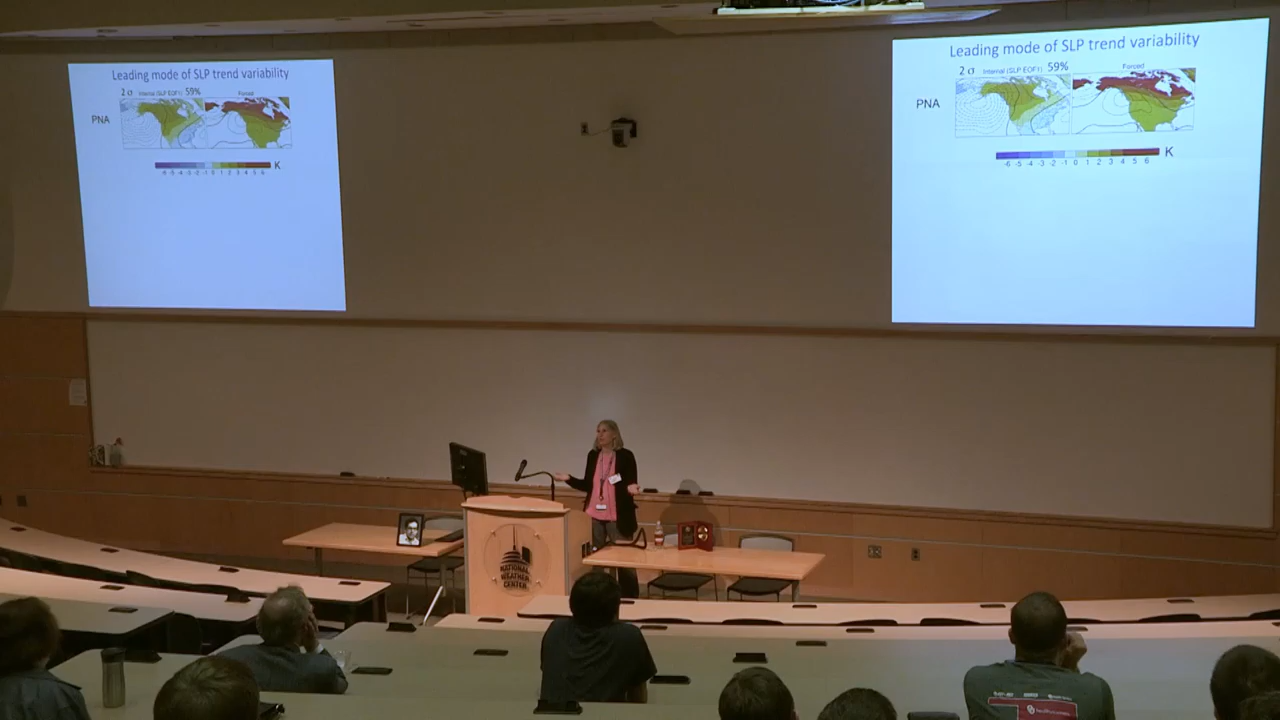 Leading mode of SLP trend variability
2 σ Internal (SLP EOF1) 59% Forced
PNA
-6 -5 -4 -3 -2 -1 0 1 2 3 4 5 6 K
Leading mode of SLP trend variability
2 σ Internal (SLP EOF1) 59% Forced
PNA
-6 -5 -4 -3 -2 -1 0 1 2 3 4 5 6 K
NATIONAL
WEATHER
CENTER